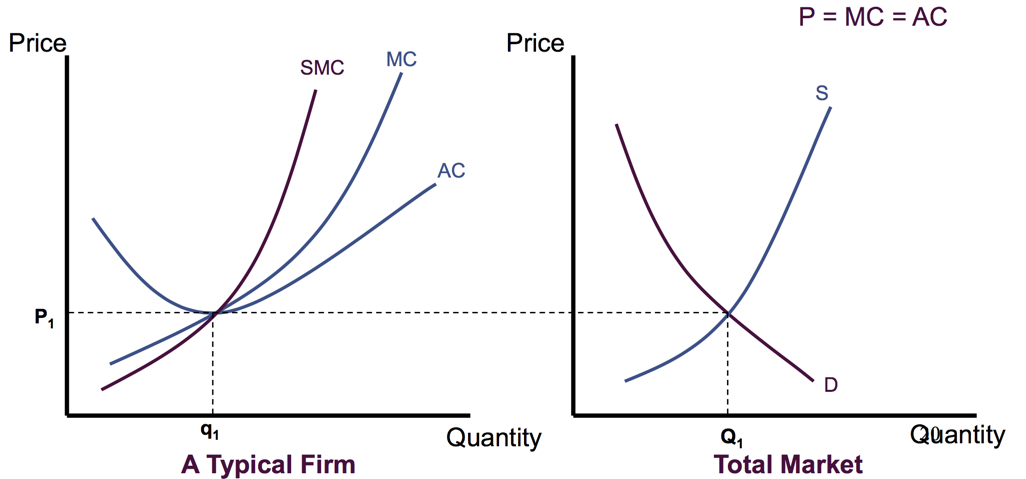 P = MC = AC
Price
SMC
MC
AC
P1
q1
Quantity
A Typical Firm
Price
S
D
Q1
Quantity
Total Market